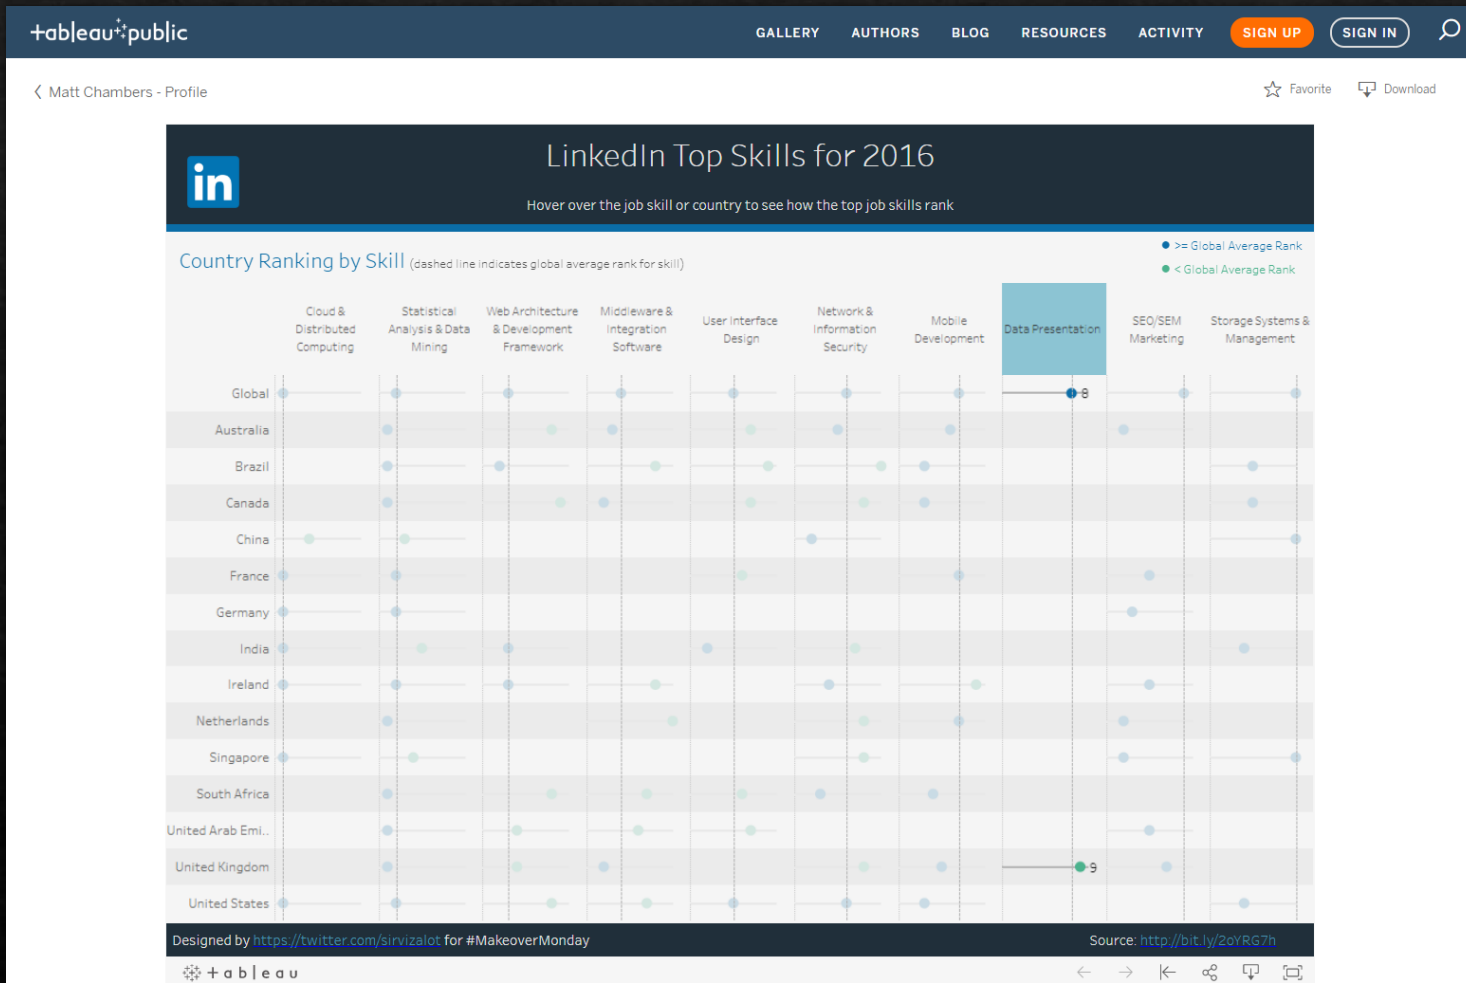 +ableau public
GALLERY AUTHORS BLOG RESOURCES ACTIVITY SIGN UP SIGN IN
Matt Chambers - Profile
Favorite Download
in
LinkedIn Top Skills for 2016
Hover over the job skill or country to see how the top job skills rank
Country Ranking by Skill (dashed line indicates global average rank for skill)
>= Global Average Rank
< Global Average Rank
Cloud &
Distributed
Computing
Statistical
Analysis & Data
Mining
Web Architecture
& Development
Framework
Middleware &
Integration
Software
User Interface
Design
Network &
Information
Security
Mobile
Development
Data Presentation
SEO/SEM
Marketing
Storage Systems &
Management
Global 8
Australia
Brazil
Canada
China
France
Germany
India
Ireland
Netherlands
Singapore
South Africa
United Arab Emi..
United Kingdom 9
United States
Designed by https://twitter.com/sirvizalot for #MakeoverMonday
Source: http://bit.ly/2oYRG7h
+ableau